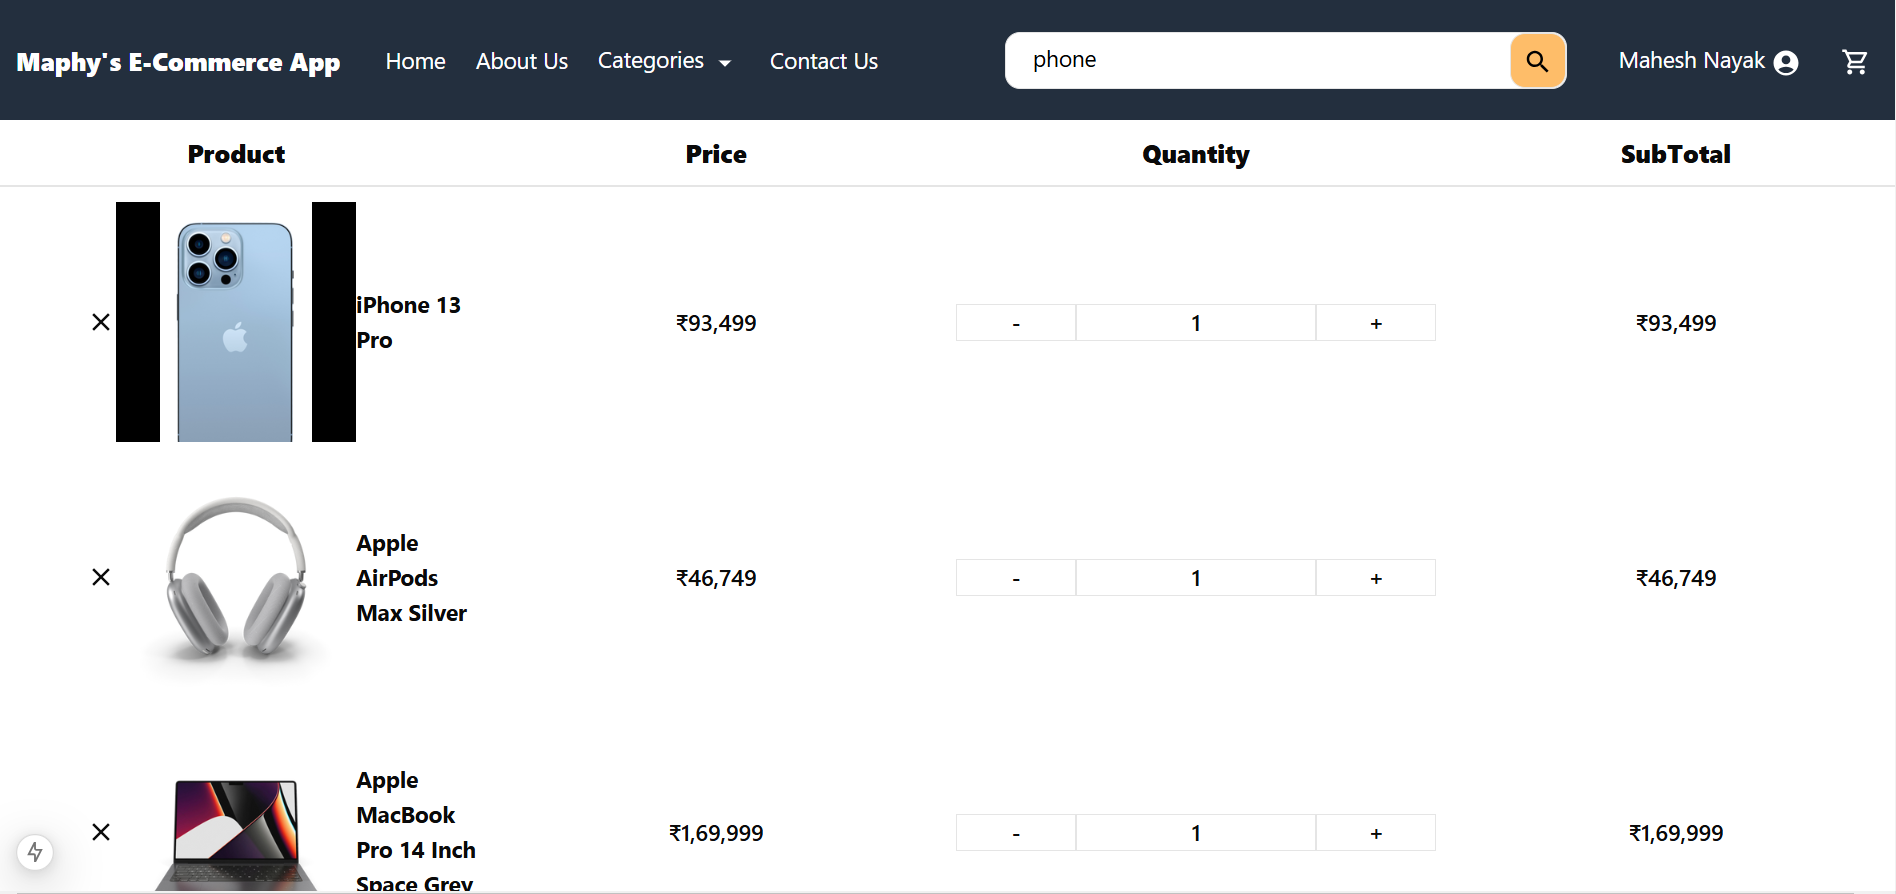 Maphy's E-Commerce App Home About Us Categories Contact Us phone Mahesh Nayak
Product Price Quantity SubTotal
iPhone 13
Pro
₹93,499 - 1 + ₹93,499
Apple
AirPods
Max Silver
₹46,749 - 1 + ₹46,749
Apple
MacBook
Pro 14 Inch
Space Grey
₹1,69,999 - 1 + ₹1,69,999